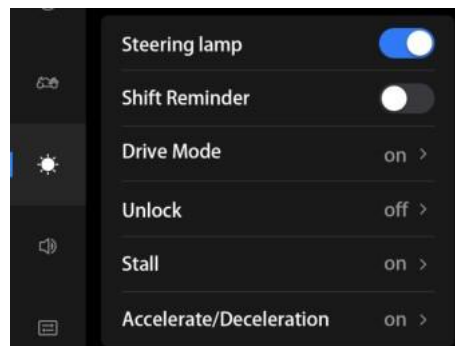 Steering lamp
Shift Reminder
Drive Mode on >
Unlock off >
Stall on >
Accelerate/Deceleration on >